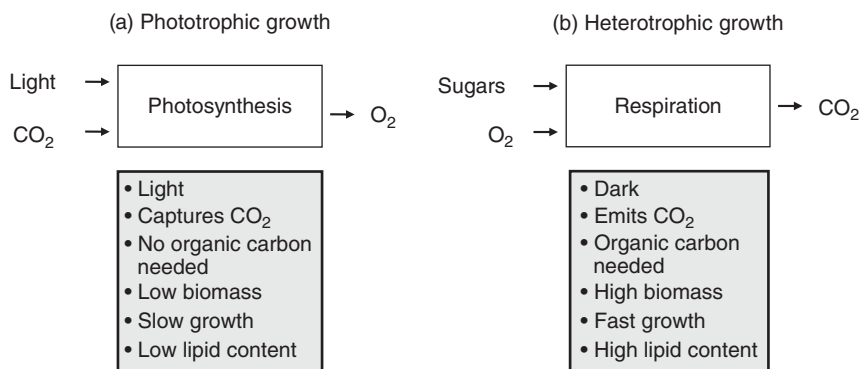 (a) Phototrophic growth
Light
CO₂
Photosynthesis
O₂
• Light
• Captures CO₂
• No organic carbon
needed
• Low biomass
• Slow growth
• Low lipid content
(b) Heterotrophic growth
Sugars
O₂
Respiration
CO₂
• Dark
• Emits CO₂
• Organic carbon
needed
• High biomass
• Fast growth
• High lipid content